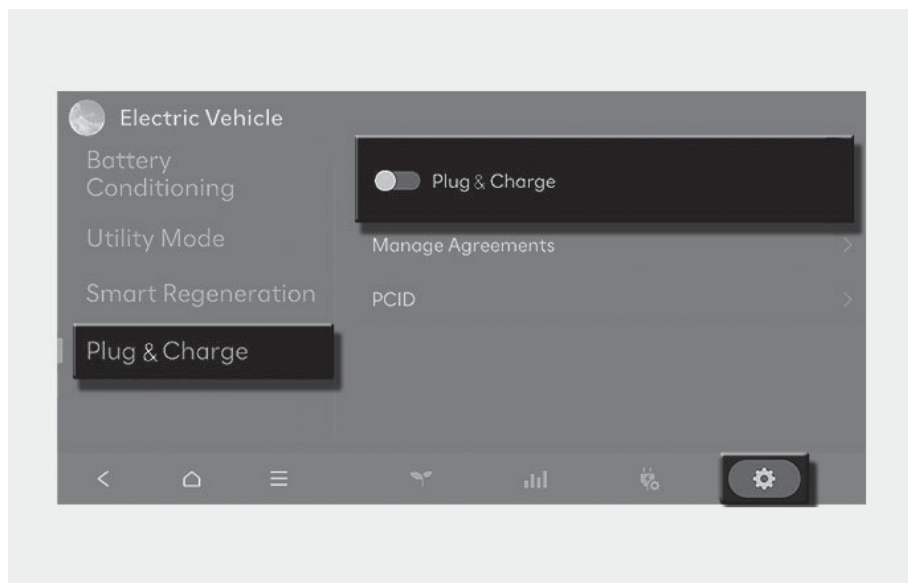 Electric Vehicle
Battery
Conditioning
Utility Mode
Smart Regeneration
Plug & Charge
Plug & Charge
Manage Agreements
PCID